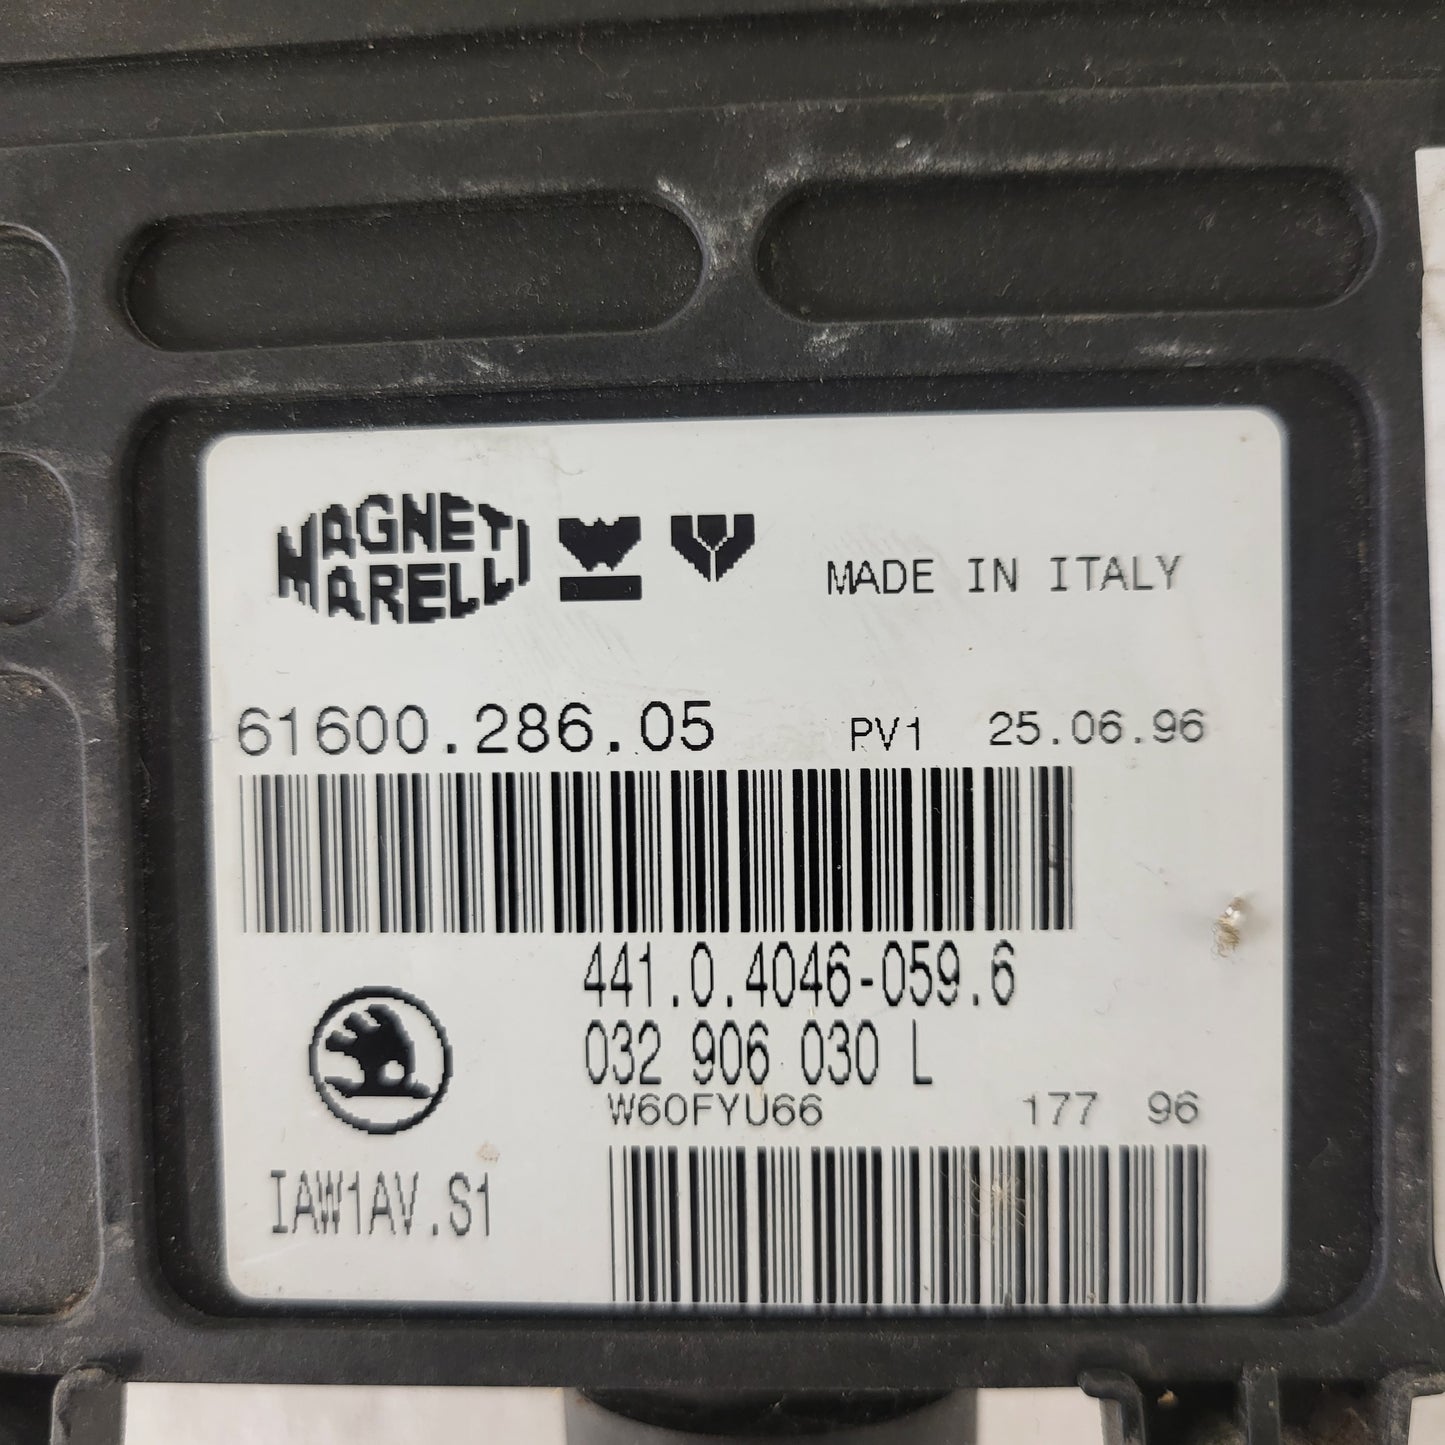 MAGNETI
MARELLI
MADE IN ITALY
61600.286.05 PV1 25.06.96
441.0.4046-059.6
032 906 030 L
W60FYU66 177 96
IAW1AV.S1